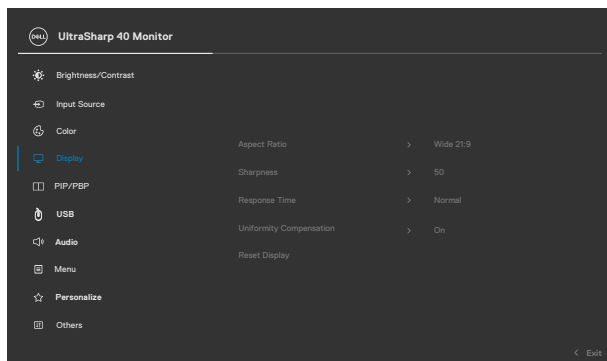 DELL UltraSharp 40 Monitor
Brightness/Contrast
Input Source
Color
Display
PIP/PBP
USB
Audio
Menu
Personalize
Others
Aspect Ratio > Wide 21:9
Sharpness > 50
Response Time > Normal
Uniformity Compensation > On
Reset Display
< Exit